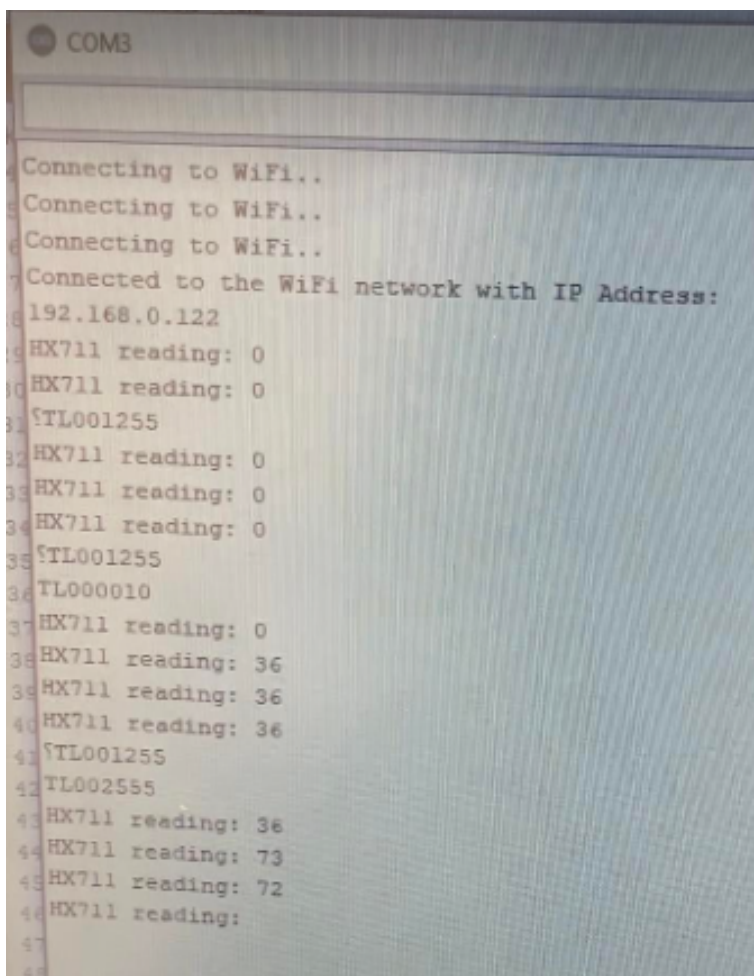 COM3
Connecting to WiFi..
Connecting to WiFi..
Connecting to WiFi..
Connected to the WiFi network with IP Address:
192.168.0.122
HX711 reading: 0
HX711 reading: 0
⸮TL001255
HX711 reading: 0
HX711 reading: 0
HX711 reading: 0
⸮TL001255
TL000010
HX711 reading: 0
HX711 reading: 36
HX711 reading: 36
HX711 reading: 36
⸮TL001255
TL002555
HX711 reading: 36
HX711 reading: 73
HX711 reading: 72
HX711 reading: